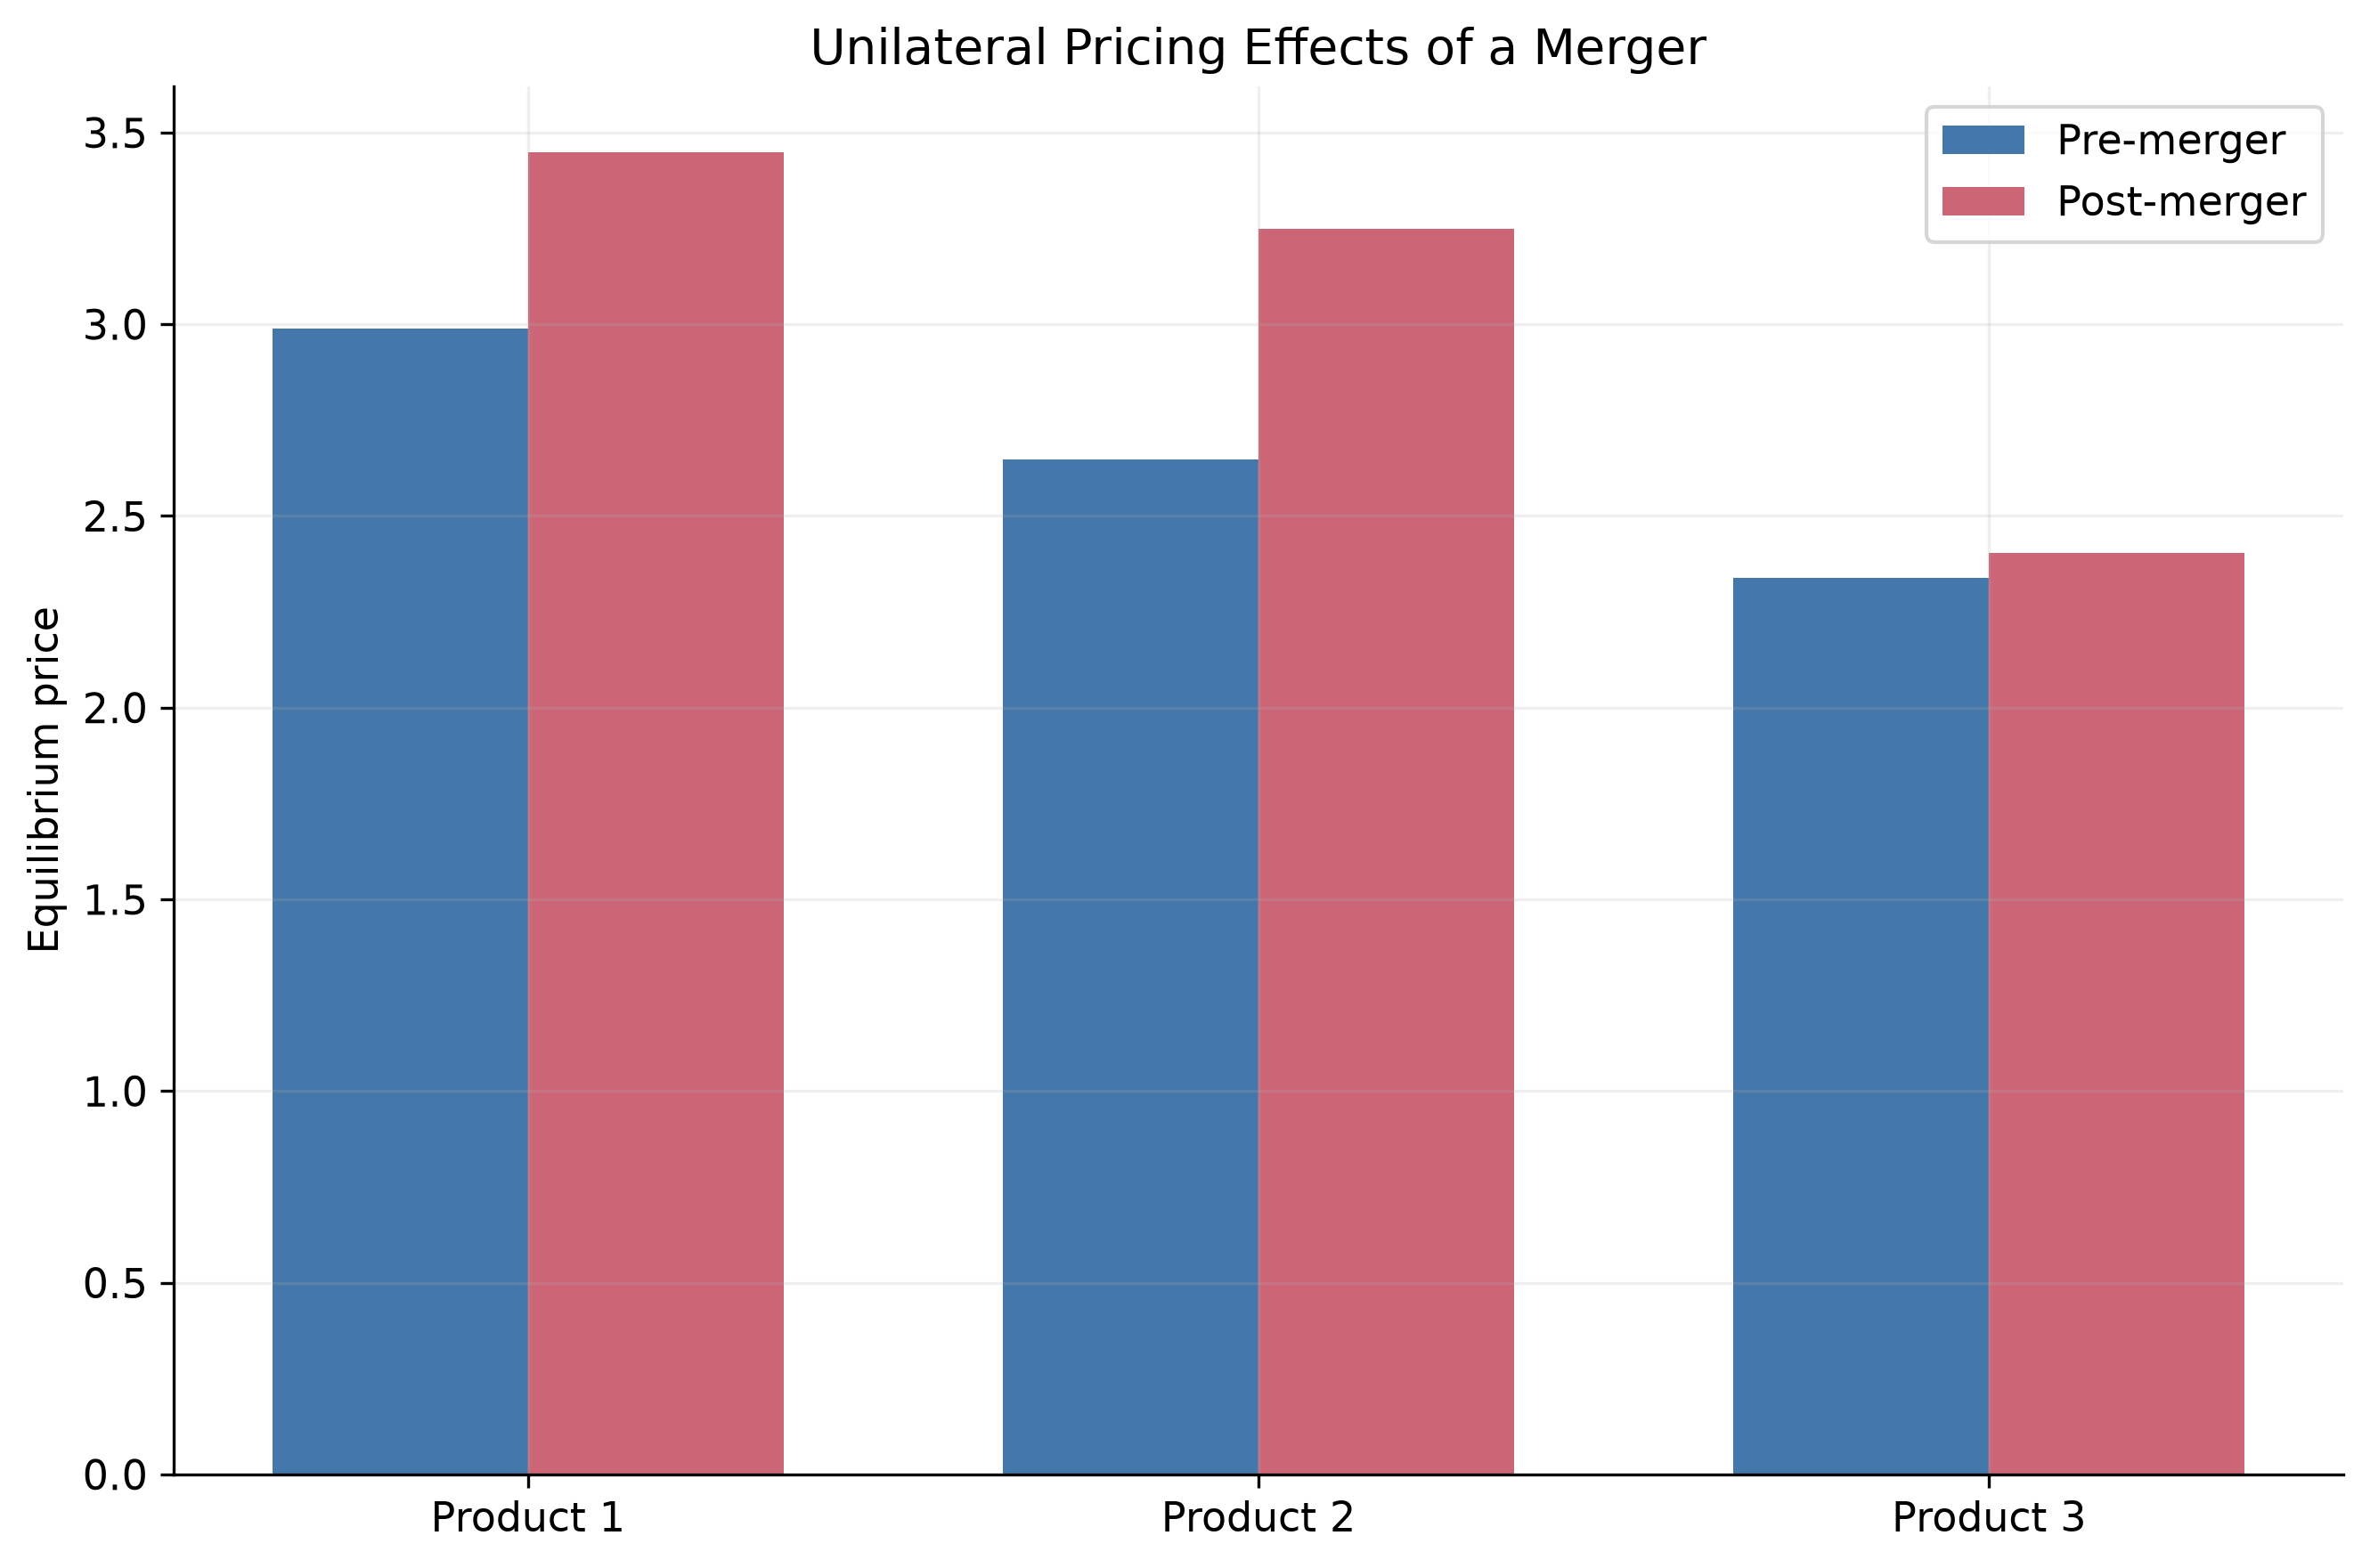 Unilateral Pricing Effects of a Merger
Pre-merger
Post-merger
Equilibrium price
3.5
3.0
2.5
2.0
1.5
1.0
0.5
0.0
Product 1
Product 2
Product 3